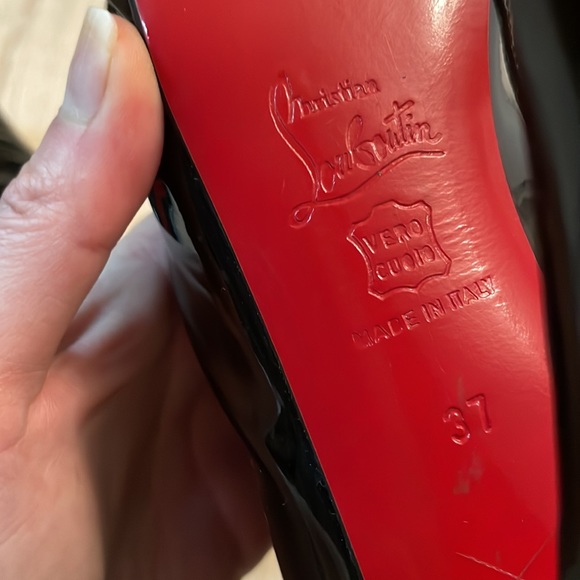 Christian
Louboutin
VERO
CUOIO
MADE IN ITALY
37